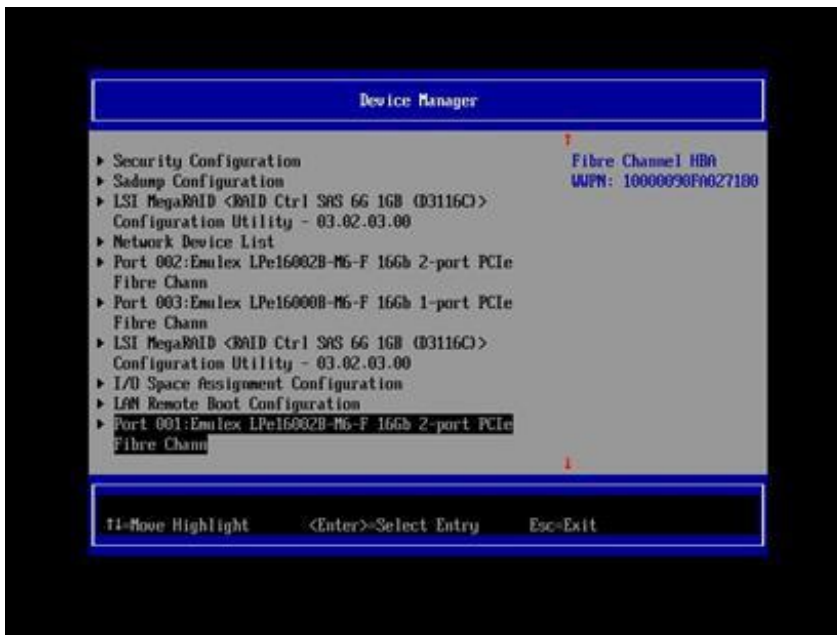 Device Manager
▶ Security Configuration
▶ Sadump Configuration
▶ LSI MegaRAID <RAID Ctrl SAS 6G 1GB (D3116C)>
Configuration Utility - 03.02.03.00
▶ Network Device List
▶ Port 002:Emulex LPe16002B-M6-F 16Gb 2-port PCIe
Fibre Chann
▶ Port 003:Emulex LPe16000B-M6-F 16Gb 1-port PCIe
Fibre Chann
▶ LSI MegaRAID <RAID Ctrl SAS 6G 1GB (D3116C)>
Configuration Utility - 03.02.03.00
▶ I/O Space Assignment Configuration
▶ LAN Remote Boot Configuration
▶ Port 001:Emulex LPe16002B-M6-F 16Gb 2-port PCIe
Fibre Chann
Fibre Channel HBA
WWPN: 10000090FA027180
↑↓=Move Highlight <Enter>=Select Entry Esc=Exit